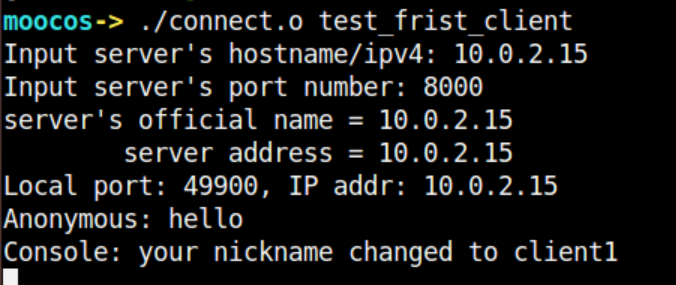 moocos-> ./connect.o test_frist_client
Input server's hostname/ipv4: 10.0.2.15
Input server's port number: 8000
server's official name = 10.0.2.15
        server address = 10.0.2.15
Local port: 49900, IP addr: 10.0.2.15
Anonymous: hello
Console: your nickname changed to client1